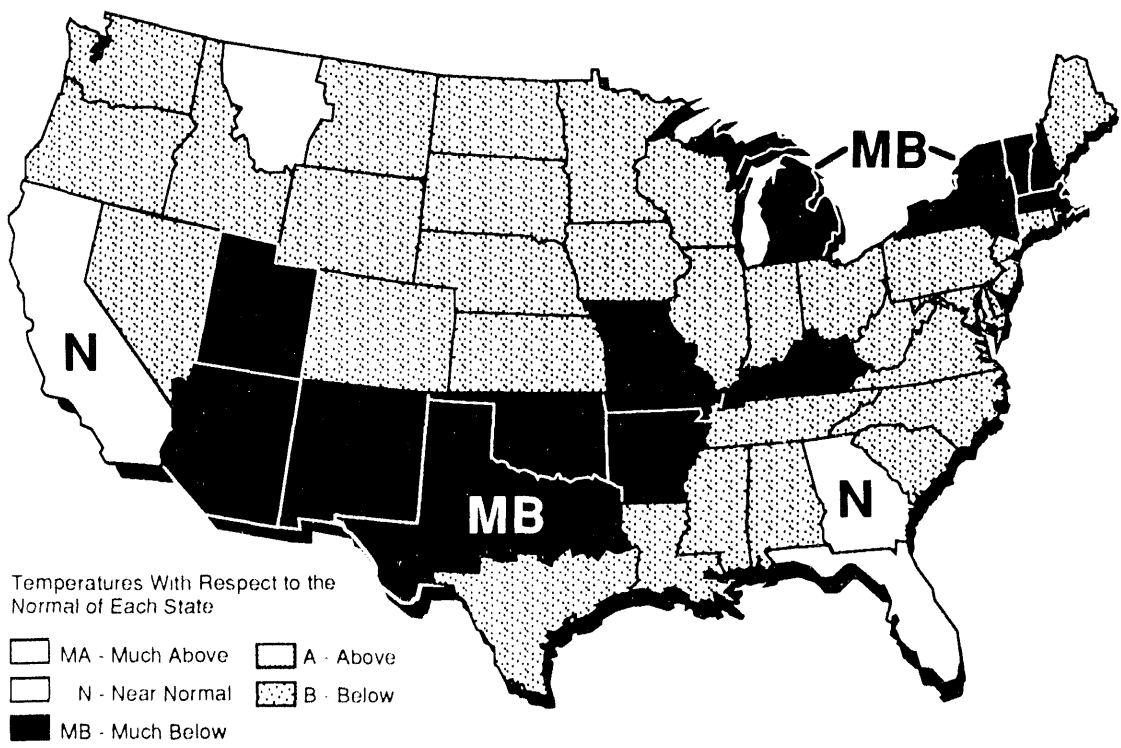 MB
N
N
MB
Temperatures With Respect to the
Normal of Each State
MA - Much Above
A - Above
N - Near Normal
B - Below
MB - Much Below